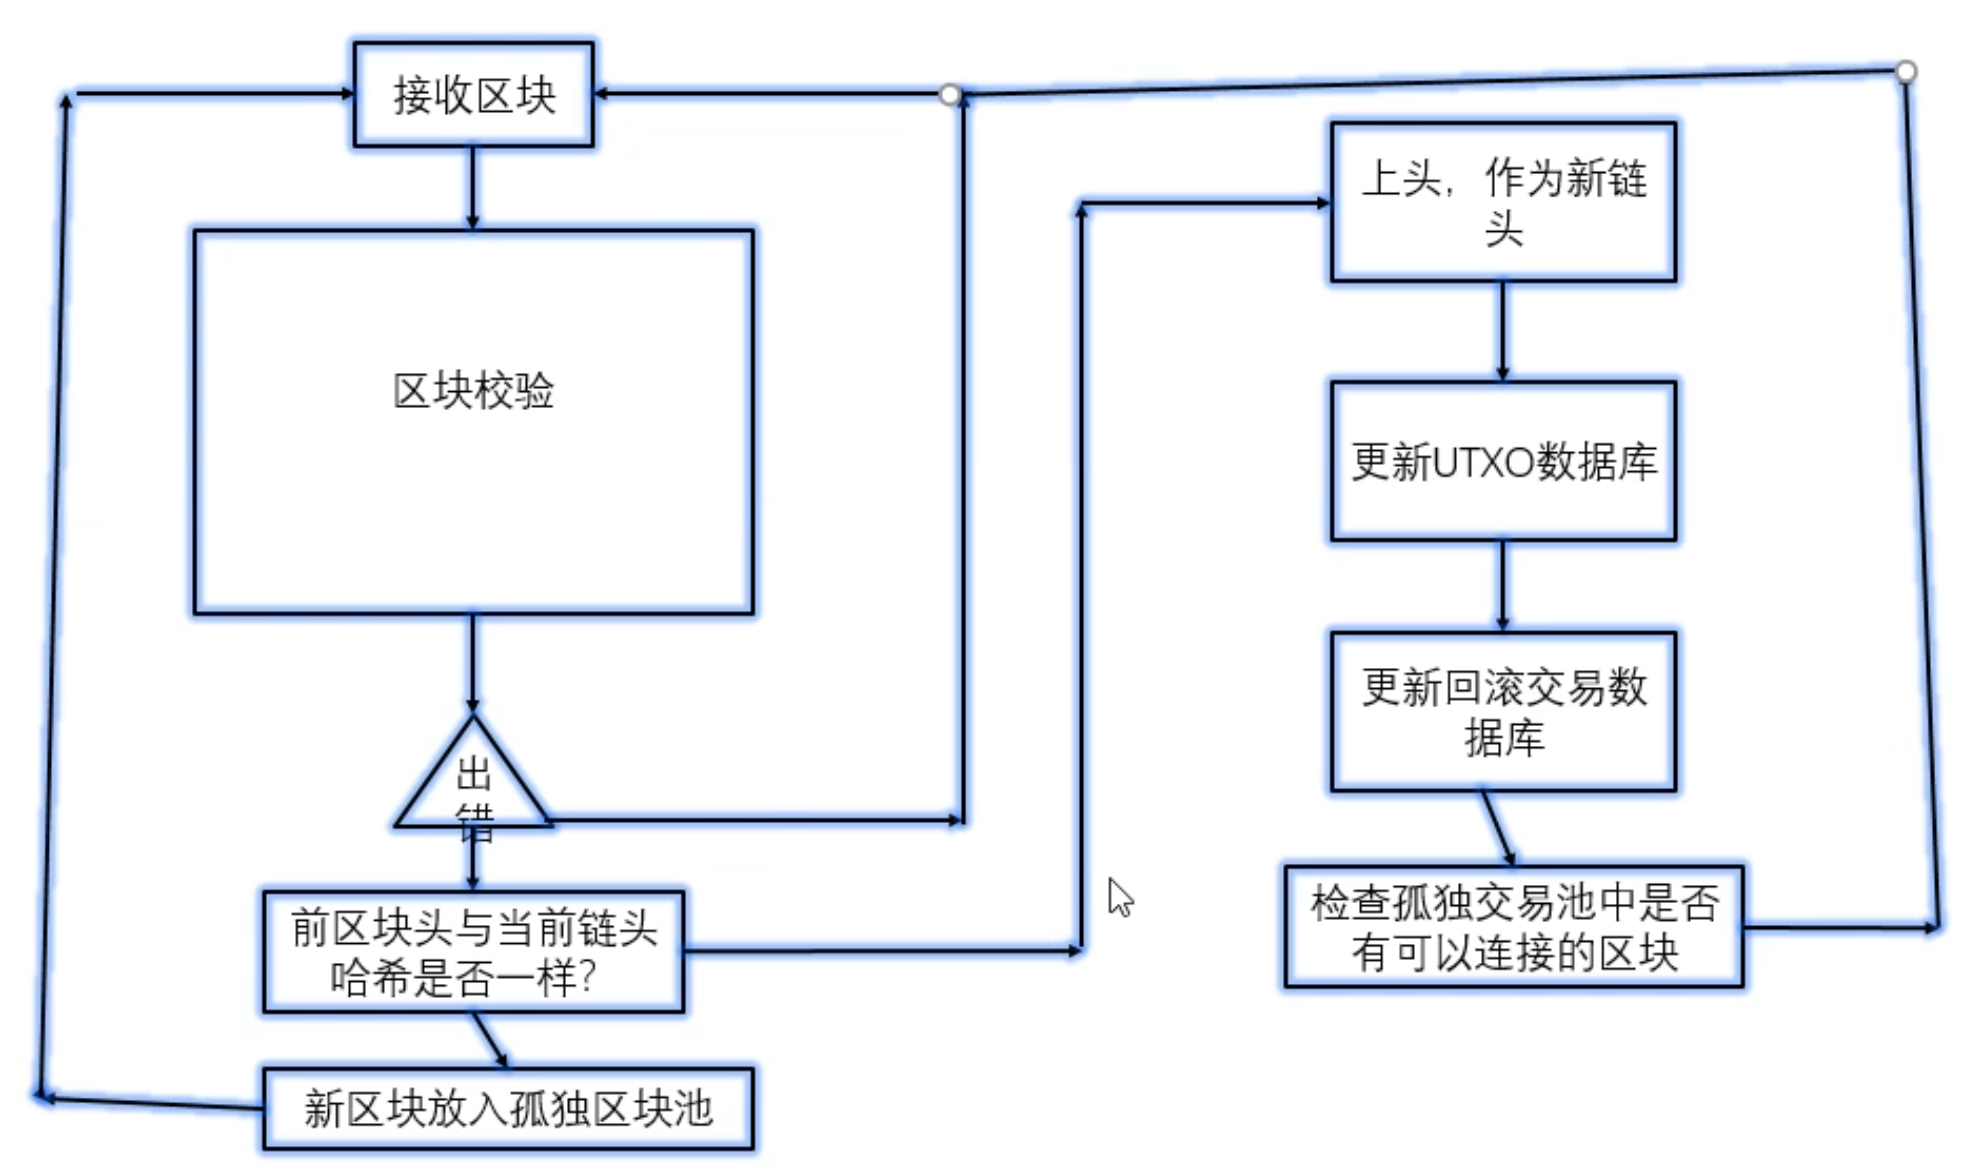 接收区块
区块校验
出
错
前区块头与当前链头
哈希是否一样?
新区块放入孤独区块池
上头，作为新链
头
更新UTXO数据库
更新回滚交易数
据库
检查孤独交易池中是否
有可以连接的区块